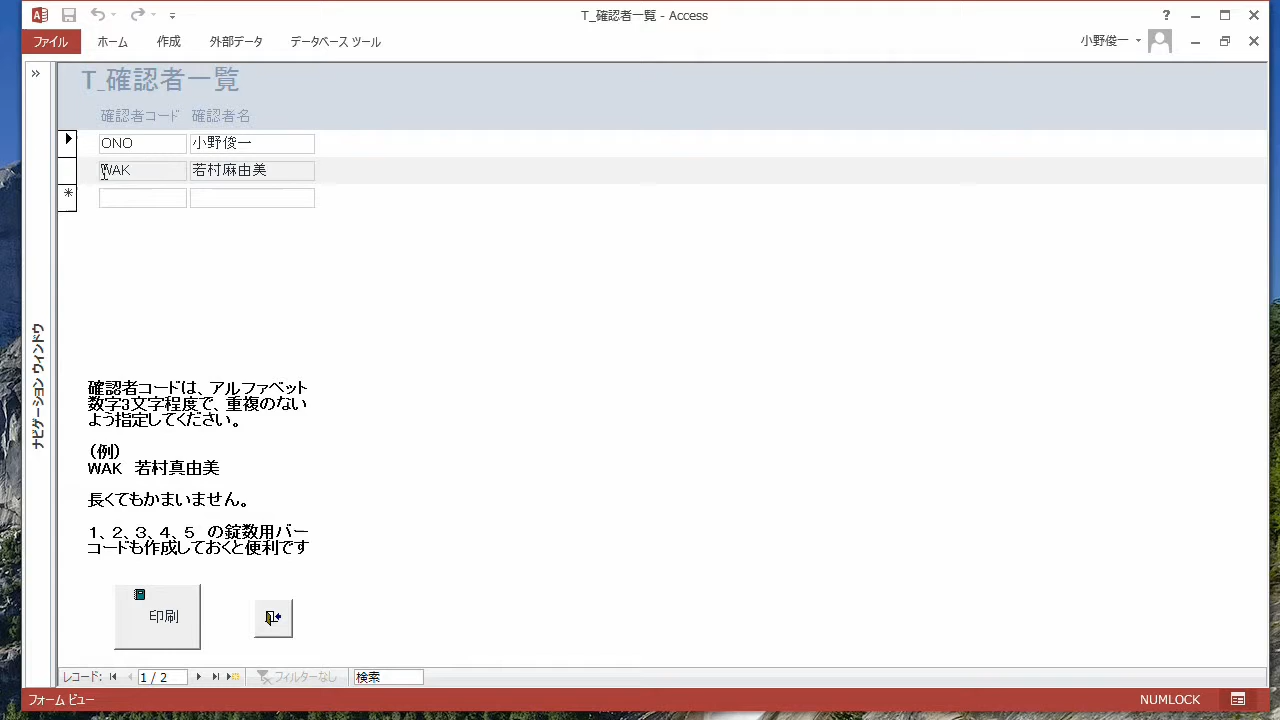 T_確認者一覧 - Access
?
ファイル ホーム 作成 外部データ データベース ツール 小野俊一
»
T_確認者一覧
確認者コード 確認者名
ONO 小野俊一
WAK 若村麻由美
*
ナビゲーション ウィンドウ
確認者コードは、アルファベット
数字3文字程度で、重複のない
よう指定してください。
(例)
WAK 若村真由美
長くてもかまいません。
1、2、3、4、5 の錠数用バー
コードも作成しておくと便利です
印刷
レコード: 1 / 2 フィルターなし 検索
フォーム ビュー NUMLOCK